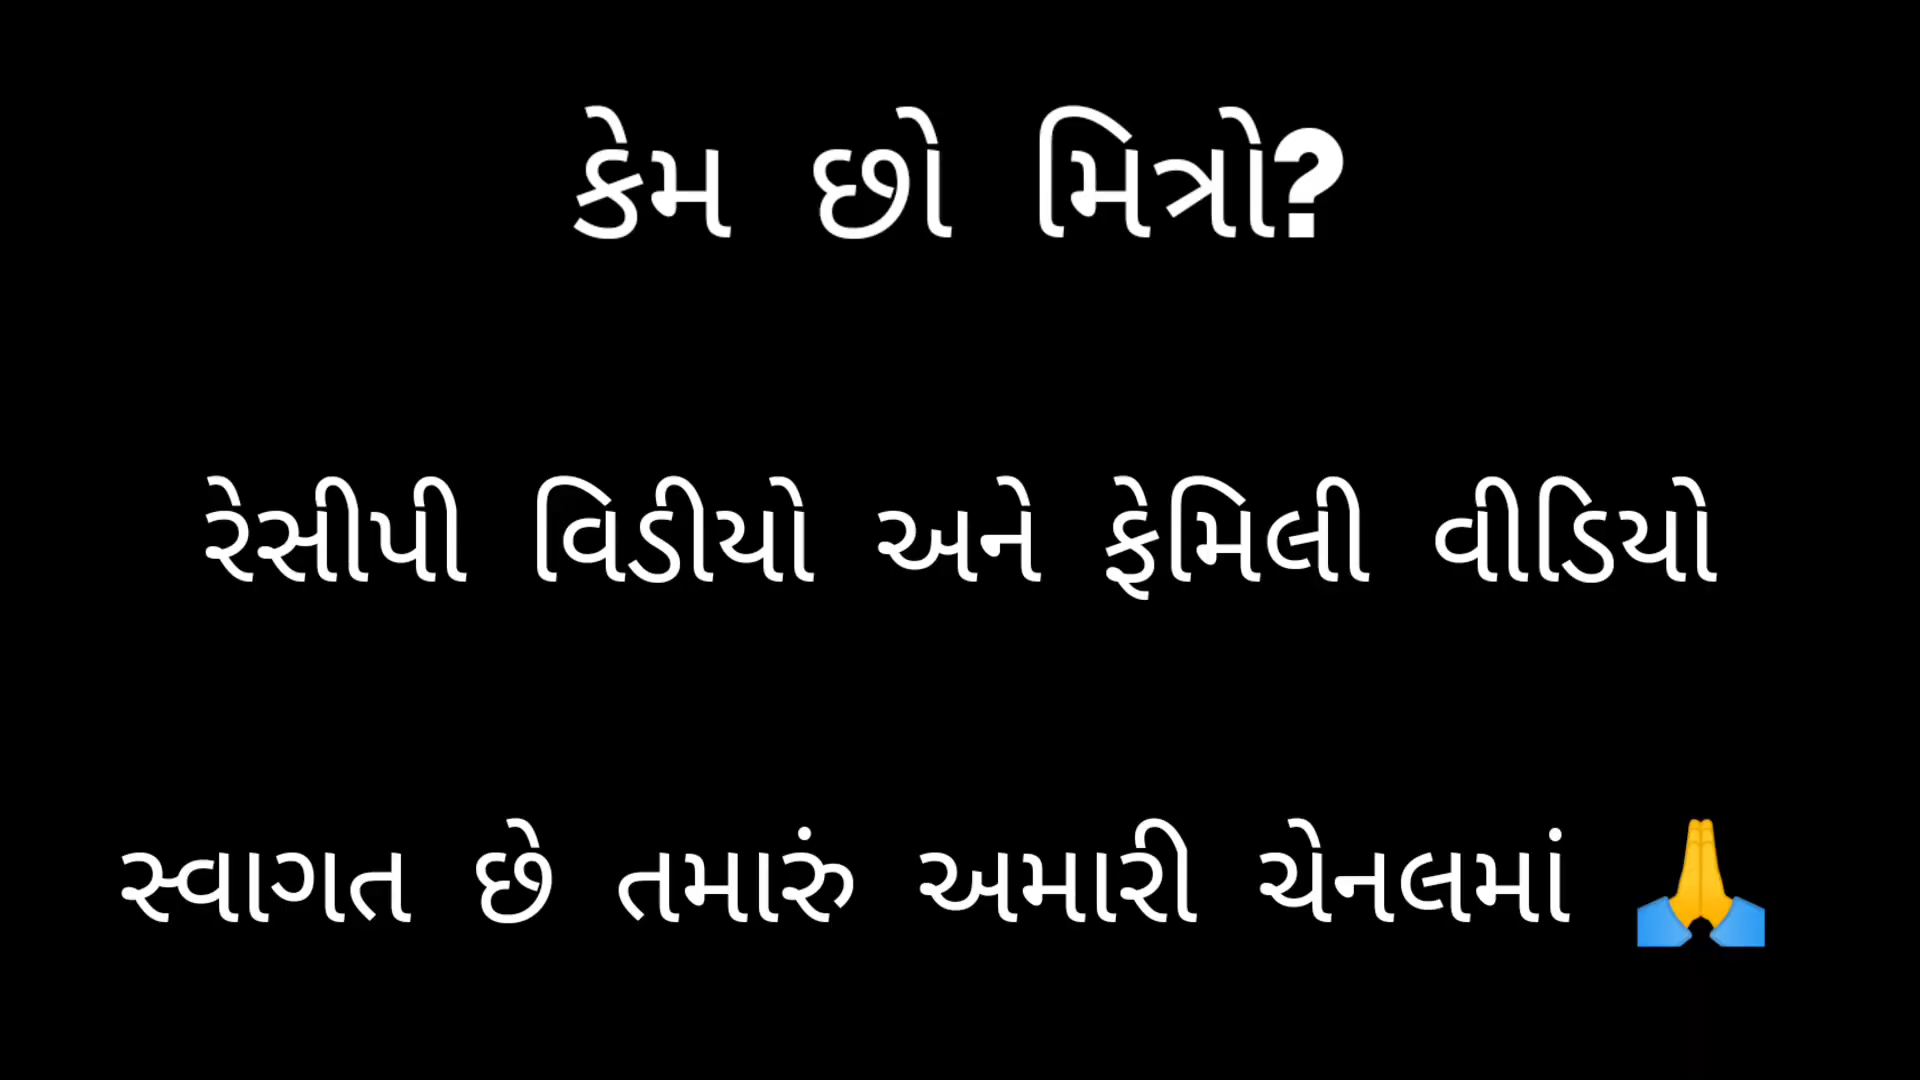 કેમ છો મિત્રો?
રેસીપી વિડીયો અને ફેમિલી વીડિયો
સ્વાગત છે તમારું અમારી ચેનલમાં 🙏